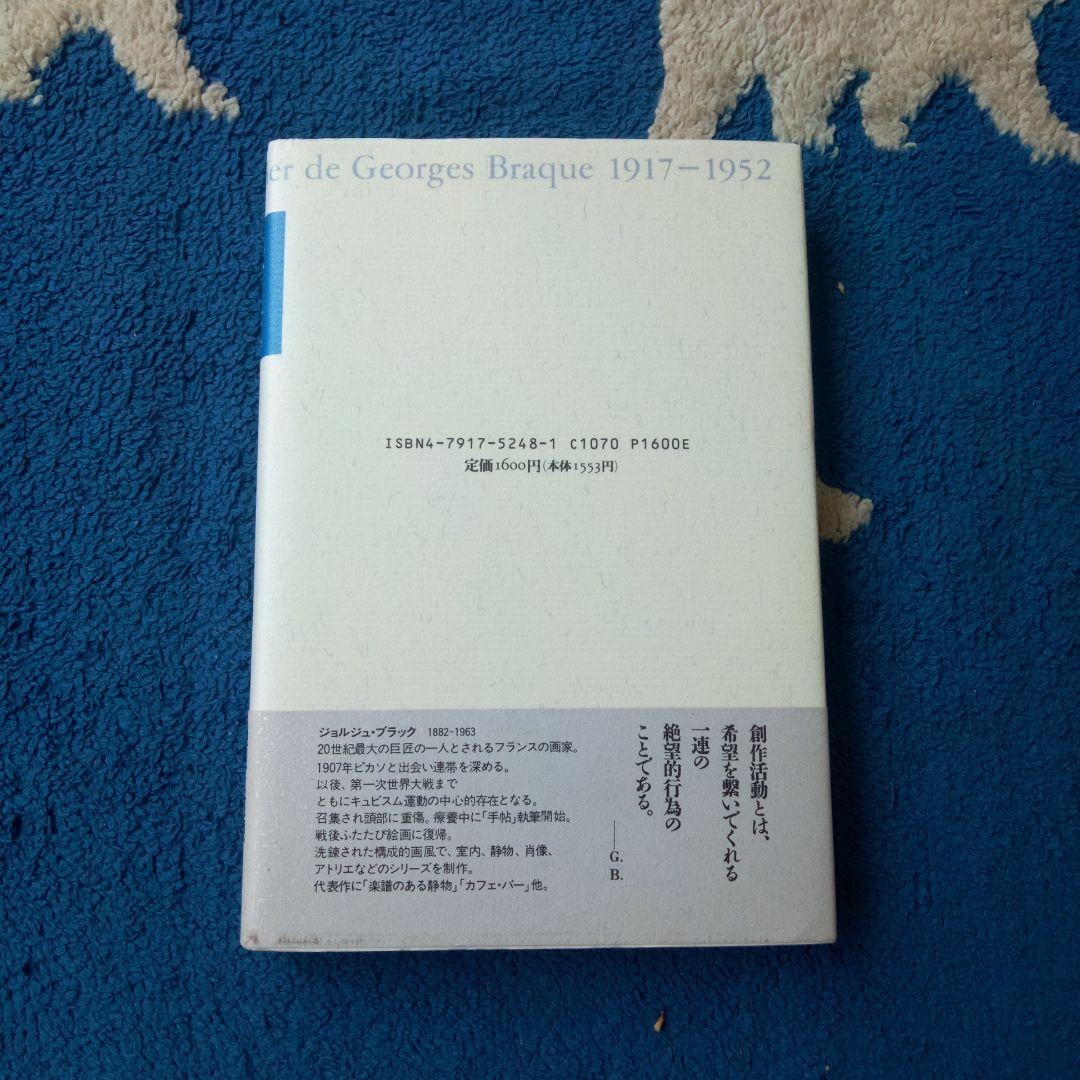 er de Georges Braque 1917–1952
ISBN4-7917-5248-1 C1070 P1600E
定価1600円(本体1553円)
創作活動とは、
希望を繋いでくれる
一連の
絶望的行為の
ことである。
——G. B.
ジョルジュ・ブラック 1882-1963
20世紀最大の巨匠の一人とされるフランスの画家。
1907年ピカソと出会い連帯を深める。
以後、第一次世界大戦まで
ともにキュビスム運動の中心的存在となる。
召集され頭部に重傷。療養中に「手帖」執筆開始。
戦後ふたたび絵画に復帰。
洗練された構成的画風で、室内、静物、肖像、
アトリエなどのシリーズを制作。
代表作に「楽譜のある静物」「カフェ・バー」他。